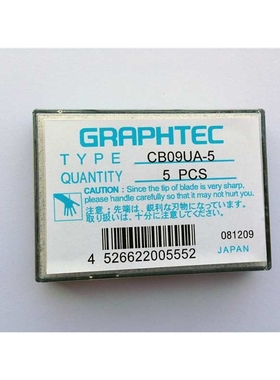 GRAPHTEC
TYPE CB09UA-5
QUANTITY 5 PCS
CAUTION : Since the tip of blade is very sharp,
please handle carefully so that it may not hurt.
注意：先端は、鋭利な刃物になっています。
取り扱いは、十分に注意してください。
081209
4 526622005552
JAPAN